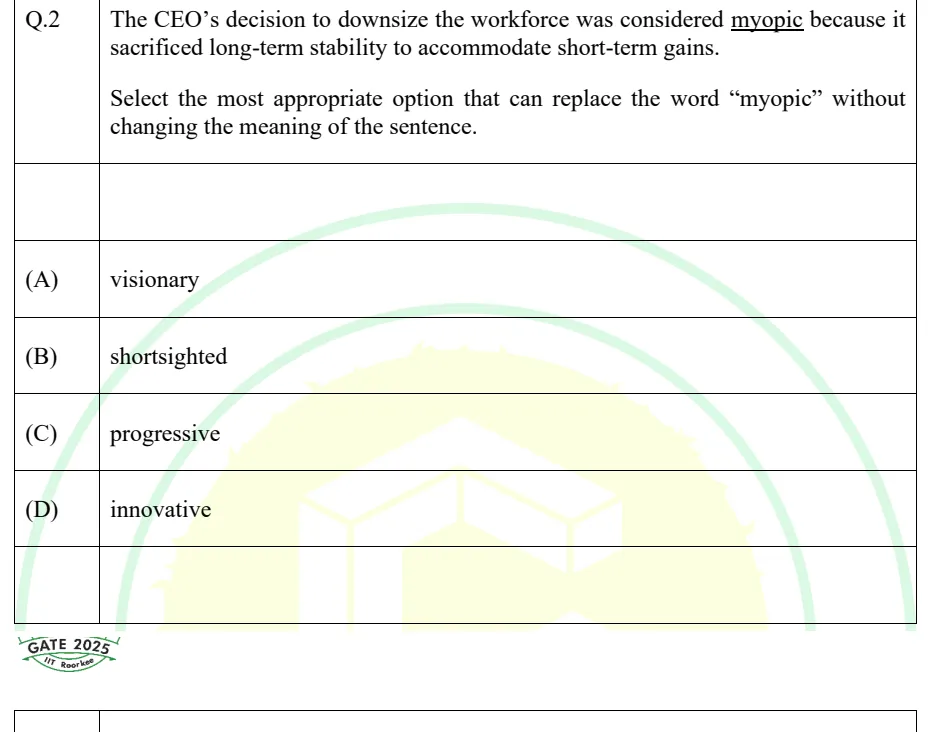 Q.2
The CEO’s decision to downsize the workforce was considered myopic because it
sacrificed long-term stability to accommodate short-term gains.
Select the most appropriate option that can replace the word “myopic” without
changing the meaning of the sentence.
(A) visionary
(B) shortsighted
(C) progressive
(D) innovative
GATE 2025
IIT Roorkee